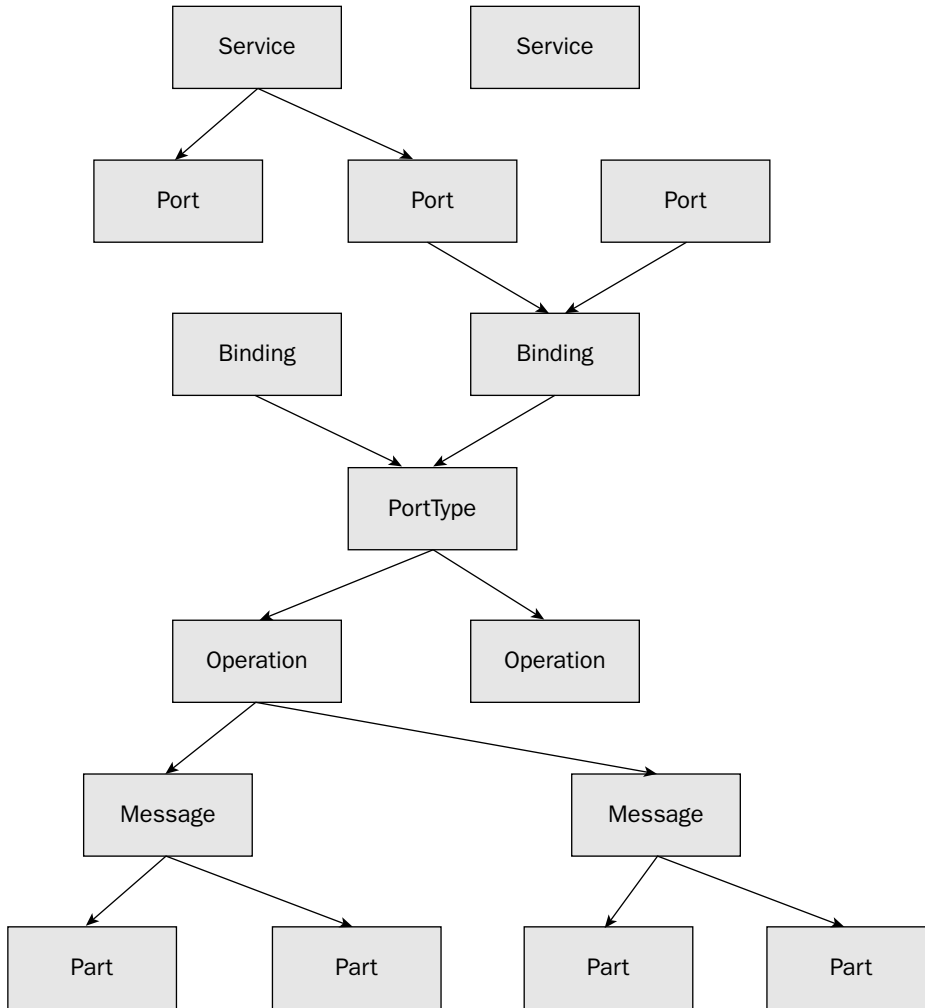 Service
Service
Port
Port
Port
Binding
Binding
PortType
Operation
Operation
Message
Message
Part
Part
Part
Part